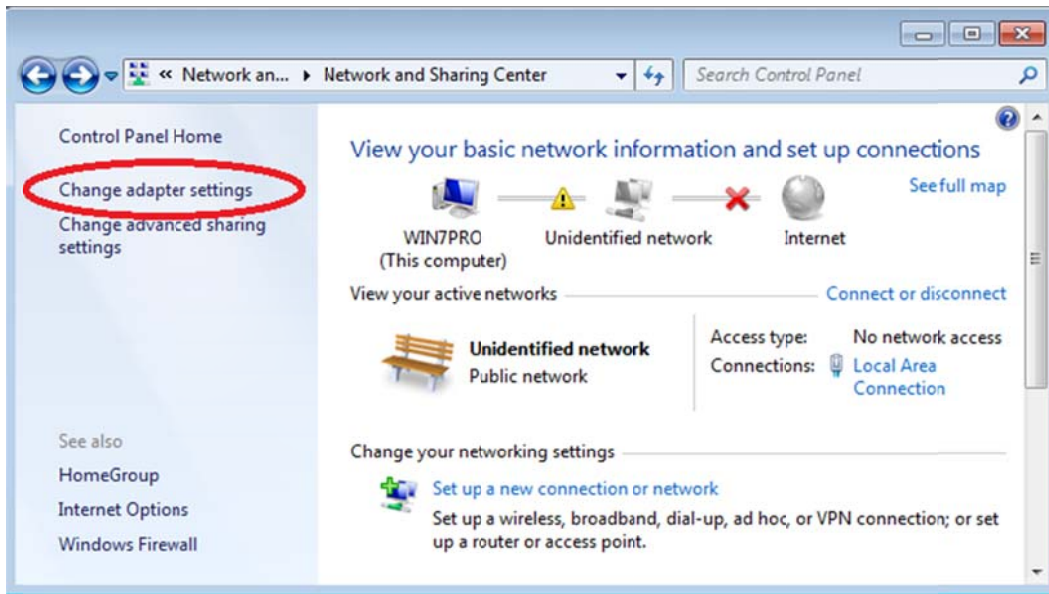 « Network an... ▸ Network and Sharing Center
Search Control Panel
Control Panel Home
Change adapter settings
Change advanced sharing
settings
See also
HomeGroup
Internet Options
Windows Firewall
View your basic network information and set up connections
See full map
WIN7PRO
(This computer)
Unidentified network
Internet
View your active networks
Connect or disconnect
Unidentified network
Public network
Access type: No network access
Connections: Local Area
Connection
Change your networking settings
Set up a new connection or network
Set up a wireless, broadband, dial-up, ad hoc, or VPN connection; or set
up a router or access point.